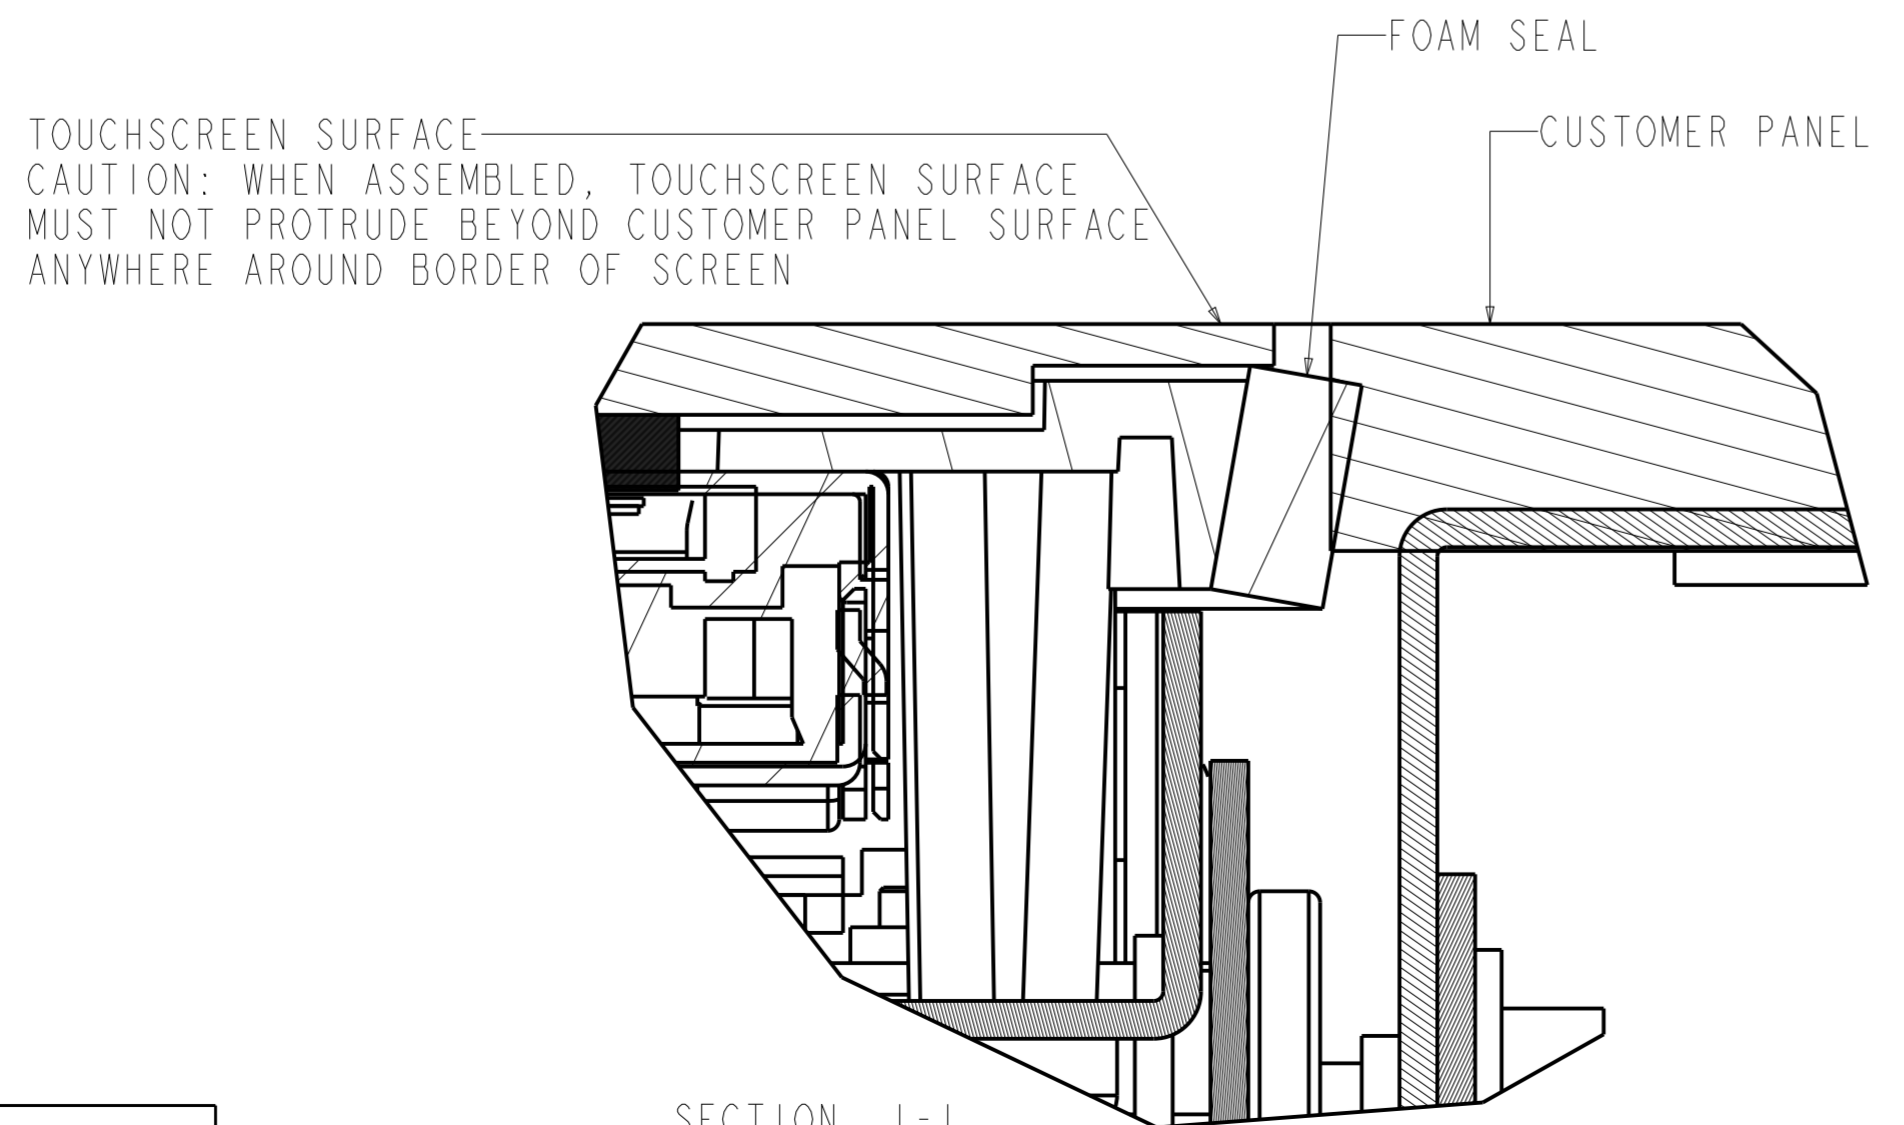 FOAM SEAL
TOUCHSCREEN SURFACE
CUSTOMER PANEL
CAUTION: WHEN ASSEMBLED, TOUCHSCREEN SURFACE
MUST NOT PROTRUDE BEYOND CUSTOMER PANEL SURFACE
ANYWHERE AROUND BORDER OF SCREEN
SECTION